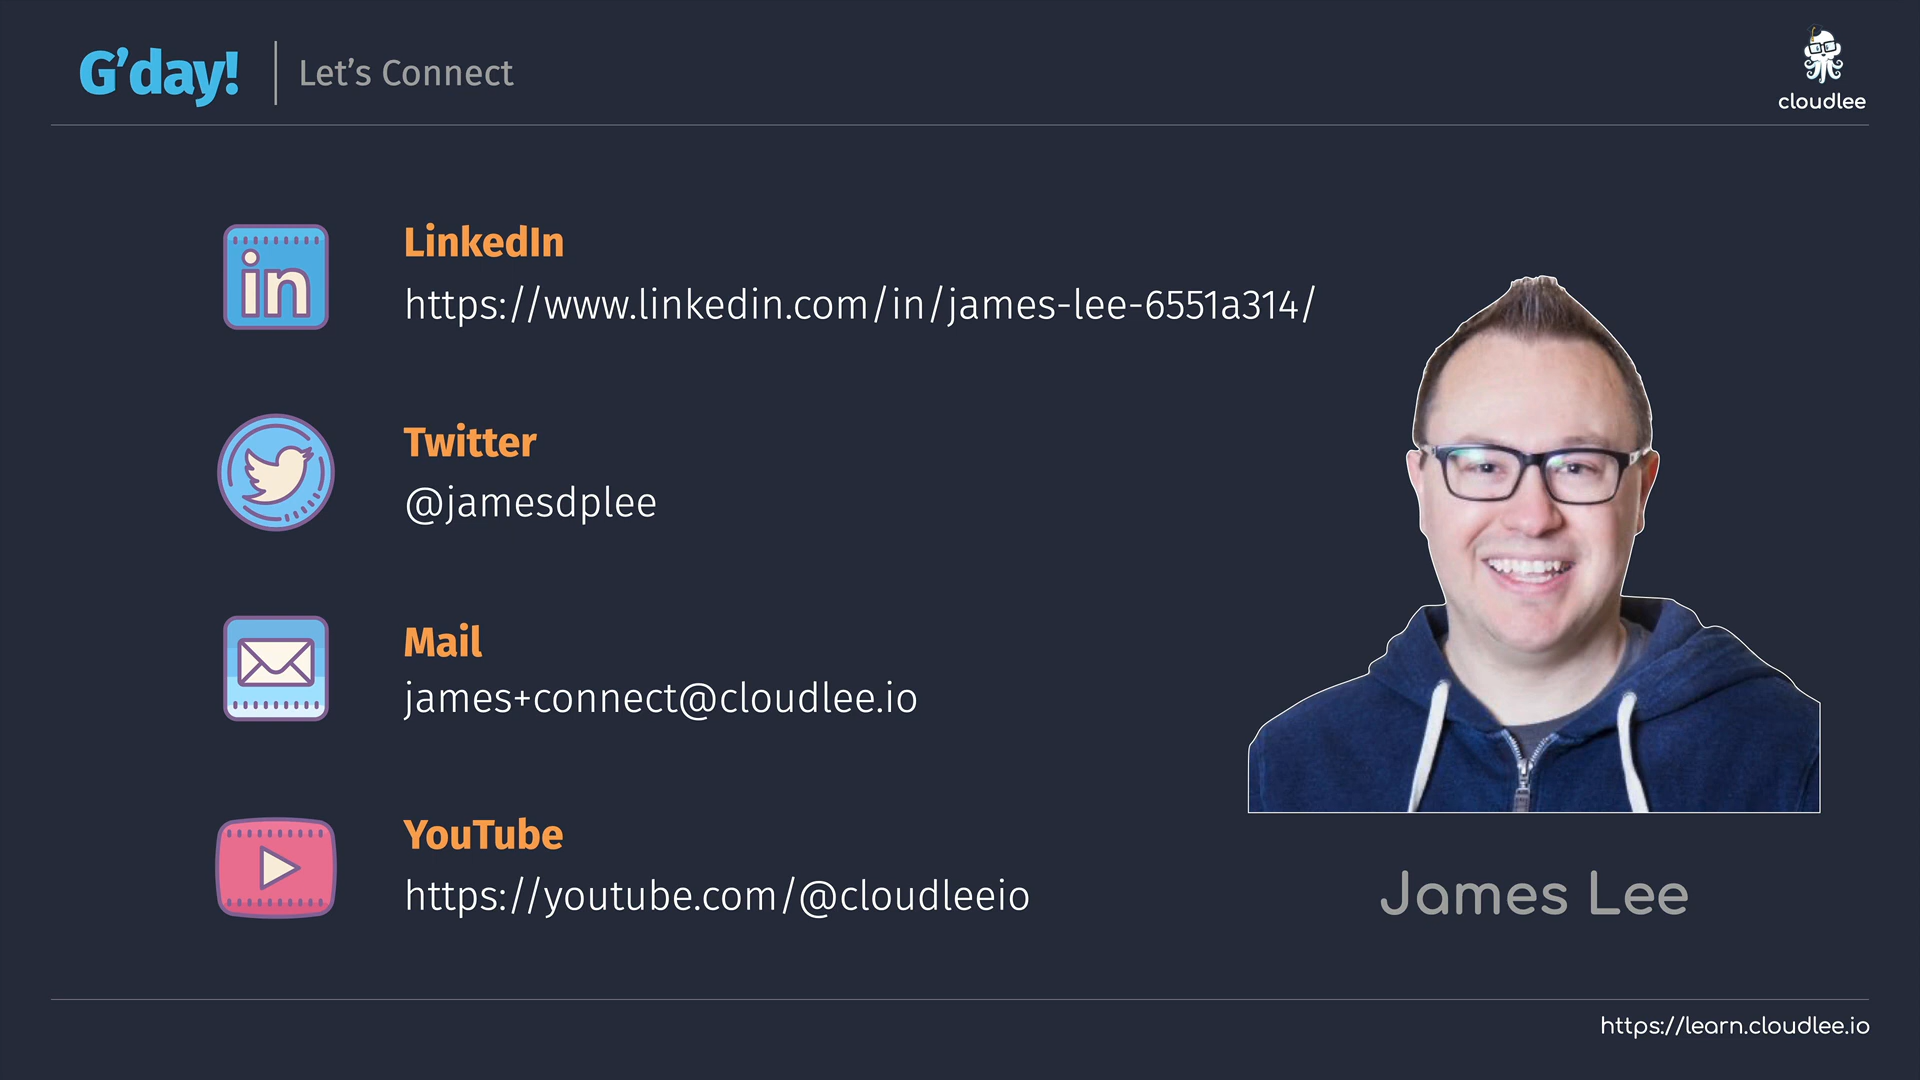 G'day!
Let's Connect
cloudlee
LinkedIn
https://www.linkedin.com/in/james-lee-6551a314/
Twitter
@jamesdplee
Mail
james+connect@cloudlee.io
YouTube
https://youtube.com/@cloudleeio
James Lee
https://learn.cloudlee.io